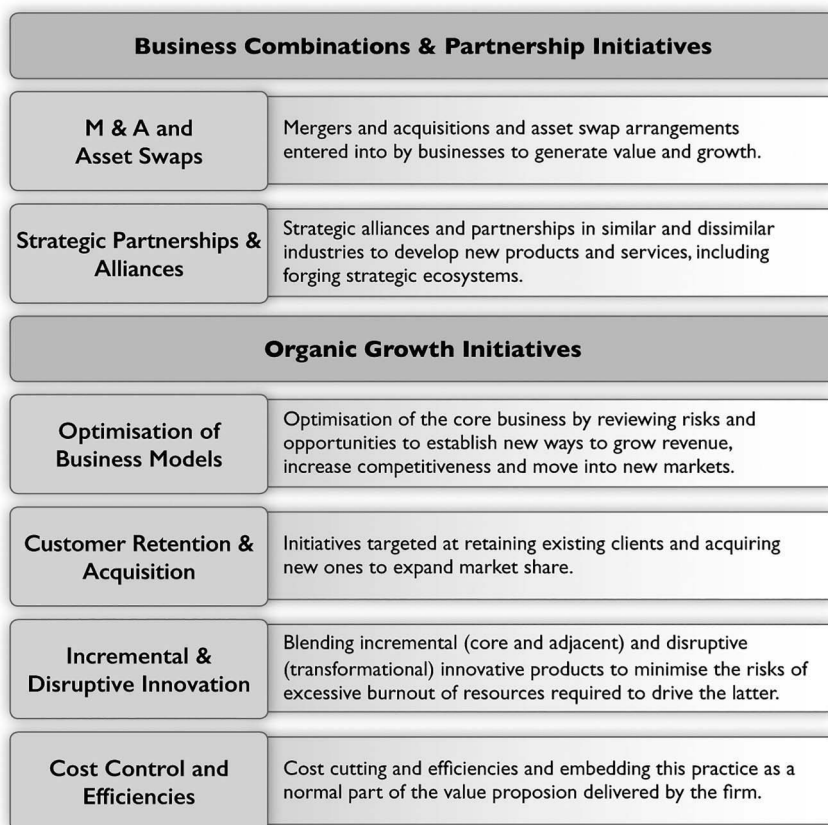 Business Combinations & Partnership Initiatives
M & A and
Asset Swaps
Mergers and acquisitions and asset swap arrangements
entered into by businesses to generate value and growth.
Strategic Partnerships &
Alliances
Strategic alliances and partnerships in similar and dissimilar
industries to develop new products and services, including
forging strategic ecosystems.
Organic Growth Initiatives
Optimisation of
Business Models
Optimisation of the core business by reviewing risks and
opportunities to establish new ways to grow revenue,
increase competitiveness and move into new markets.
Customer Retention &
Acquisition
Initiatives targeted at retaining existing clients and acquiring
new ones to expand market share.
Incremental &
Disruptive Innovation
Blending incremental (core and adjacent) and disruptive
(transformational) innovative products to minimise the risks of
excessive burnout of resources required to drive the latter.
Cost Control and
Efficiencies
Cost cutting and efficiencies and embedding this practice as a
normal part of the value proposion delivered by the firm.